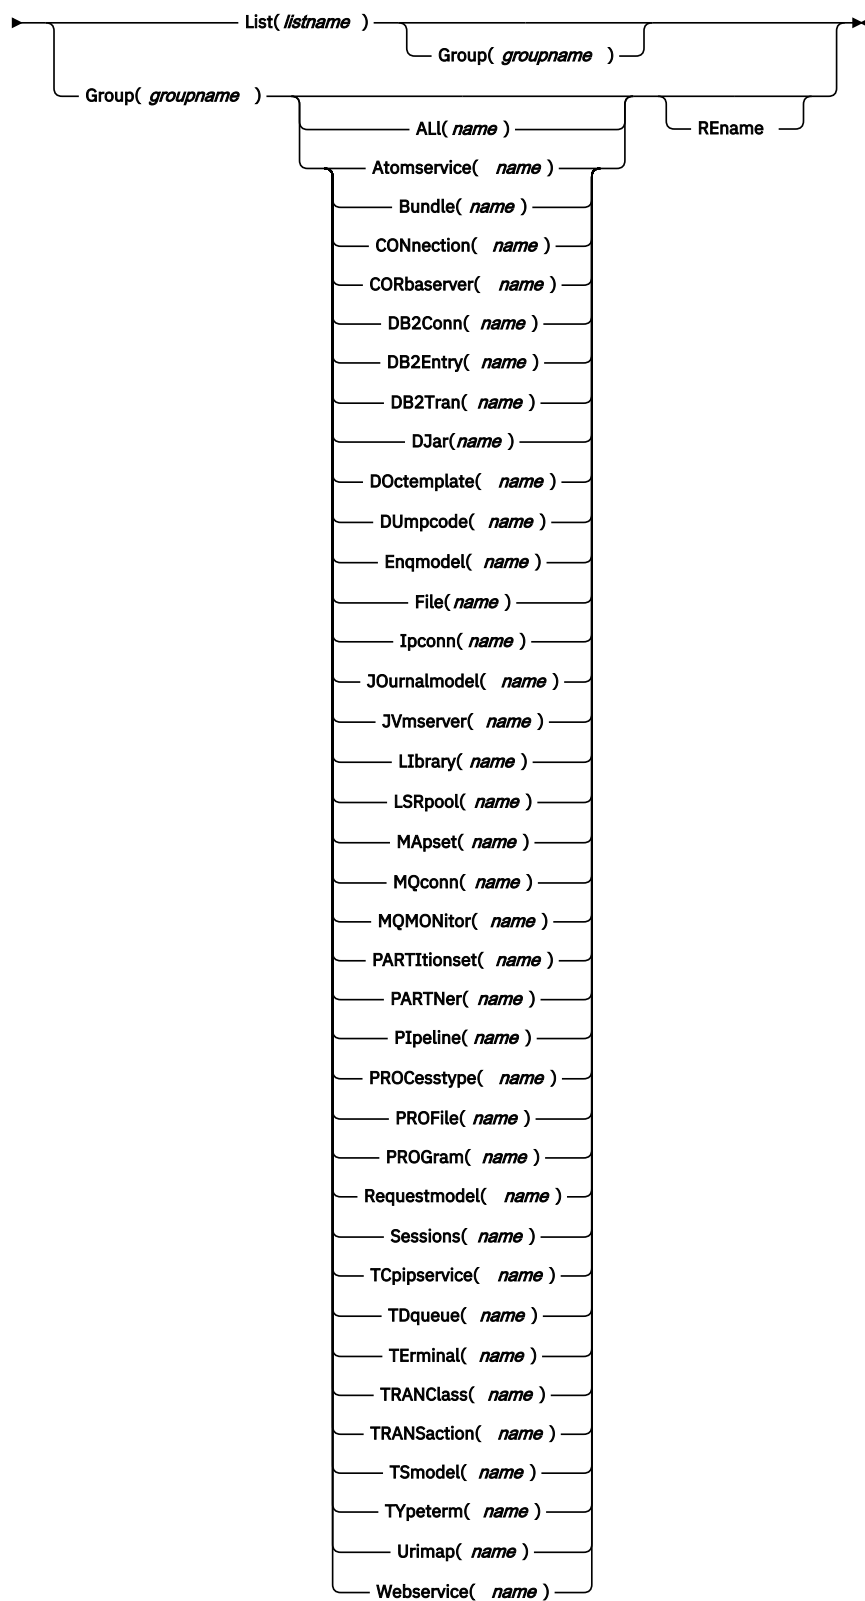 List( listname )
Group( groupname )
Group( groupname )
ALl( name )
REname
Atomservice( name )
Bundle( name )
CONnection( name )
CORbaserver( name )
DB2Conn( name )
DB2Entry( name )
DB2Tran( name )
DJar(name )
DOctemplate( name )
DUmpcode( name )
Enqmodel( name )
File(name )
Ipconn( name )
JOurnalmodel( name )
JVmserver( name )
LIbrary( name )
LSRpool( name )
MApset( name )
MQconn( name )
MQMONitor( name )
PARTItionset( name )
PARTNer( name )
PIpeline( name )
PROCesstype( name )
PROFile( name )
PROGram( name )
Requestmodel( name )
Sessions( name )
TCpipservice( name )
TDqueue( name )
TErminal( name )
TRANClass( name )
TRANSaction( name )
TSmodel( name )
TYpeterm( name )
Urimap( name )
Webservice( name )